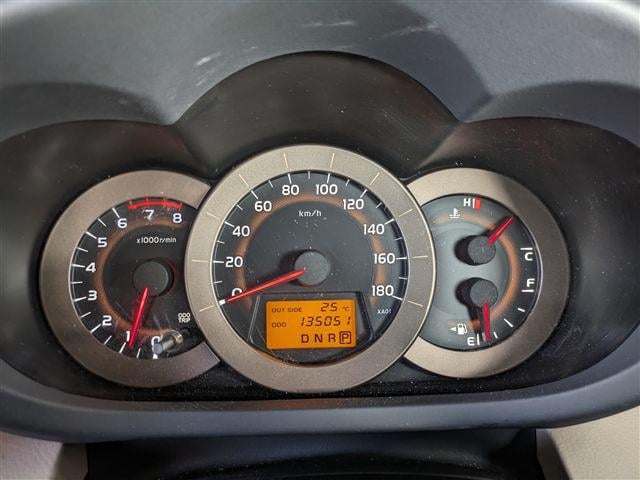 0 1 2 3 4 5 6 7 8
x1000r/min
ODO
TRIP
0 20 40 60 80 100 120 140 160 180
km/h
OUT SIDE 25 °C
ODO 135051
D N R P
XA01
H
C
F
E